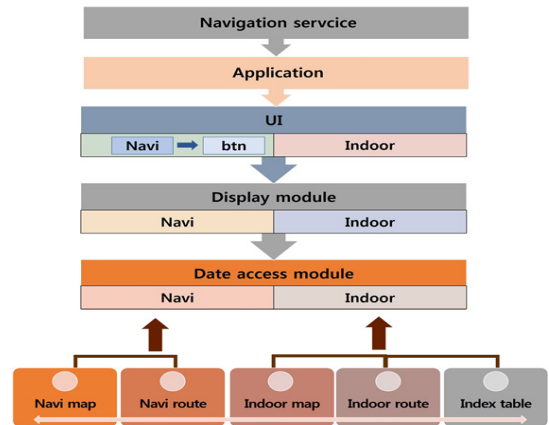 Navigation servcice
Application
UI
Navi btn Indoor
Display module
Navi Indoor
Date access module
Navi Indoor
Navi map Navi route Indoor map Indoor route Index table